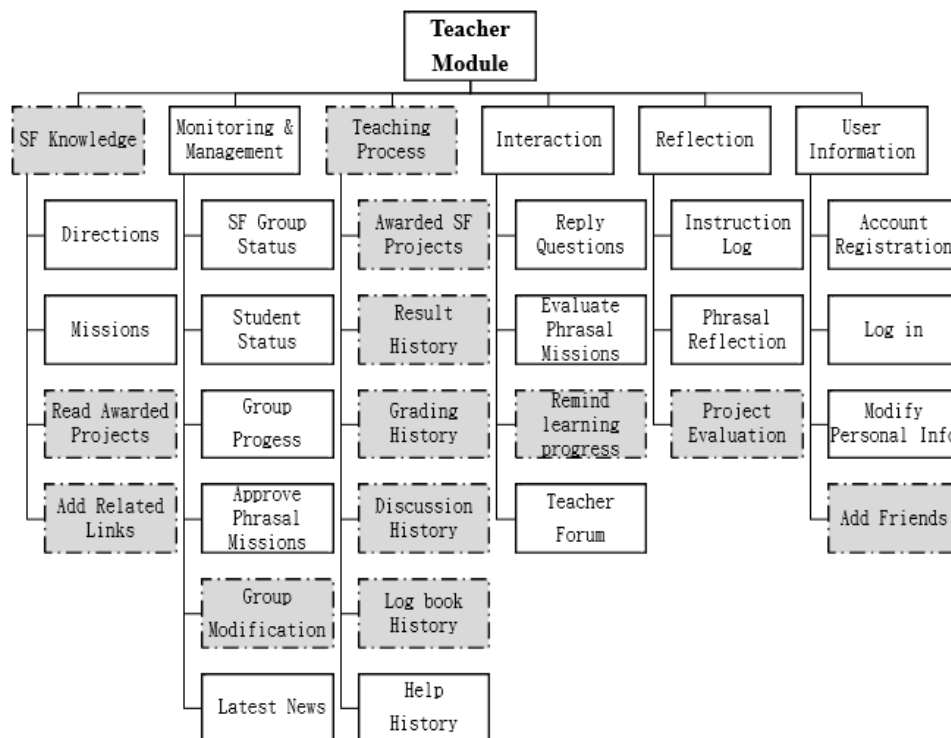 Teacher
Module
SF Knowledge
Monitoring &
Management
Teaching
Process
Interaction
Reflection
User
Information
Directions
Missions
Read Awarded
Projects
Add Related
Links
SF Group
Status
Student
Status
Group
Progess
Approve
Phrasal
Missions
Group
Modification
Latest News
Awarded SF
Projects
Result
History
Grading
History
Discussion
History
Log book
History
Help
History
Reply
Questions
Evaluate
Phrasal
Missions
Remind
learning
progress
Teacher
Forum
Instruction
Log
Phrasal
Reflection
Project
Evaluation
Account
Registration
Log in
Modify
Personal Info
Add Friends